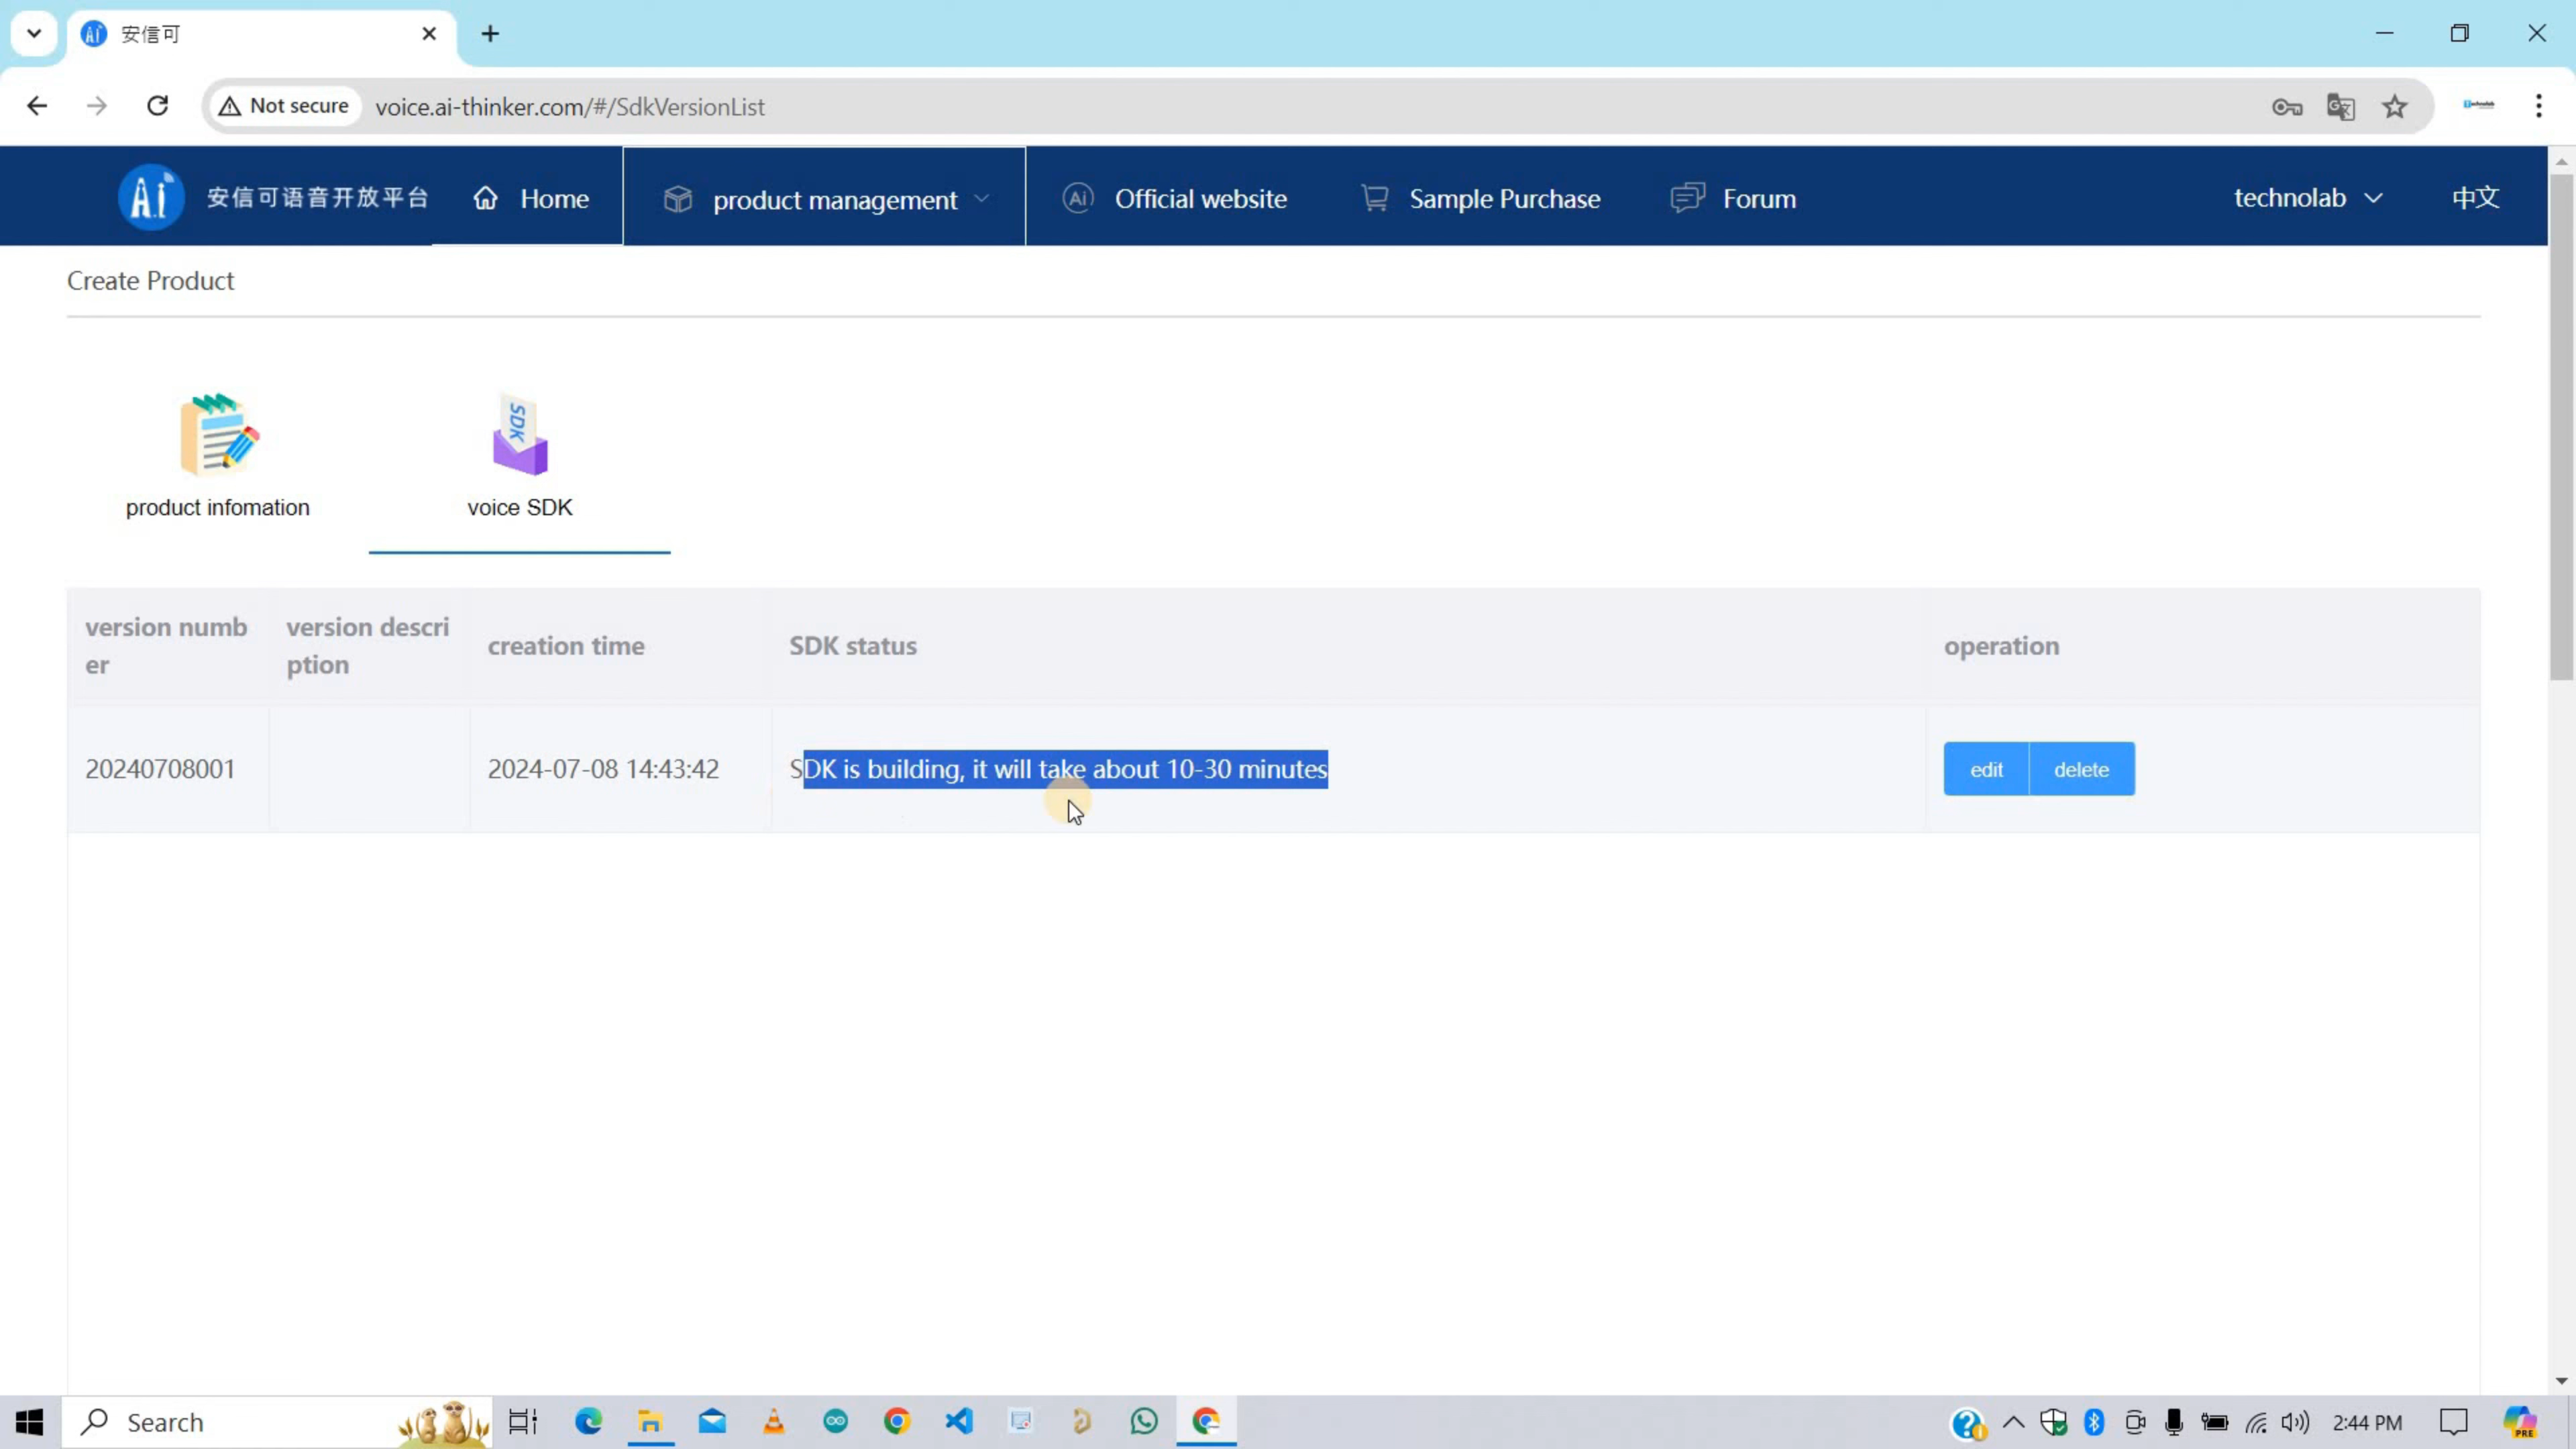 安信可
Not secure
voice.ai-thinker.com/#/SdkVersionList
Ai
安信可语音开放平台
Home
product management
Ai
Official website
Sample Purchase
Forum
technolab
中文
Create Product
SDK
product infomation
voice SDK
version numb
er
version descri
ption
creation time
SDK status
operation
20240708001
2024-07-08 14:43:42
SDK is building, it will take about 10-30 minutes
edit
delete
Search
2:44 PM
PRE